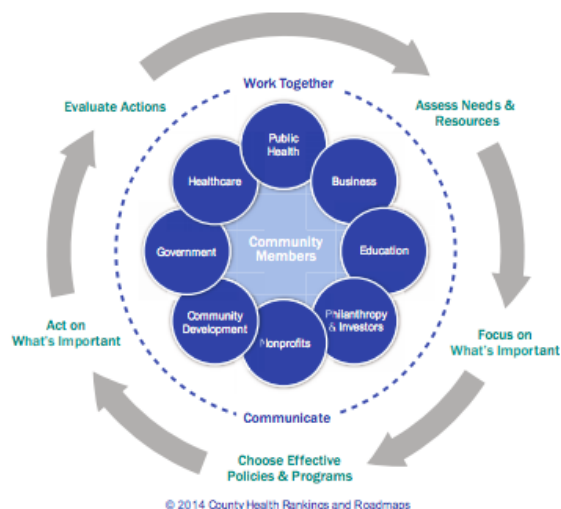 Work Together
Evaluate Actions
Assess Needs &
Resources
Public
Health
Healthcare
Business
Community
Members
Government
Education
Community
Development
Philanthropy
& Investors
Nonprofits
Act on
What's Important
Focus on
What's Important
Communicate
Choose Effective
Policies & Programs
© 2014 County Health Rankings and Roadmaps